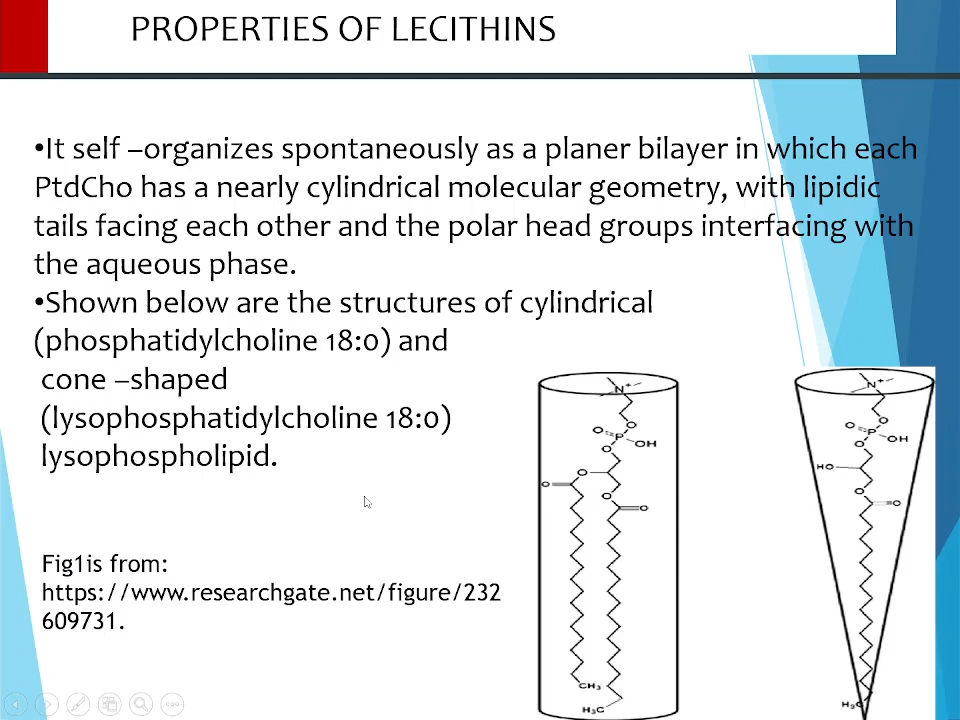 PROPERTIES OF LECITHINS
•It self –organizes spontaneously as a planer bilayer in which each
PtdCho has a nearly cylindrical molecular geometry, with lipidic
tails facing each other and the polar head groups interfacing with
the aqueous phase.
•Shown below are the structures of cylindrical
(phosphatidylcholine 18:0) and
cone –shaped
(lysophosphatidylcholine 18:0)
lysophospholipid.
Fig1is from:
https://www.researchgate.net/figure/232
609731.
N+
O
O
P
OH
O
O
O
O
O
CH3
H3C
N+
O
O
P
OH
O
HO
O
O
H3C